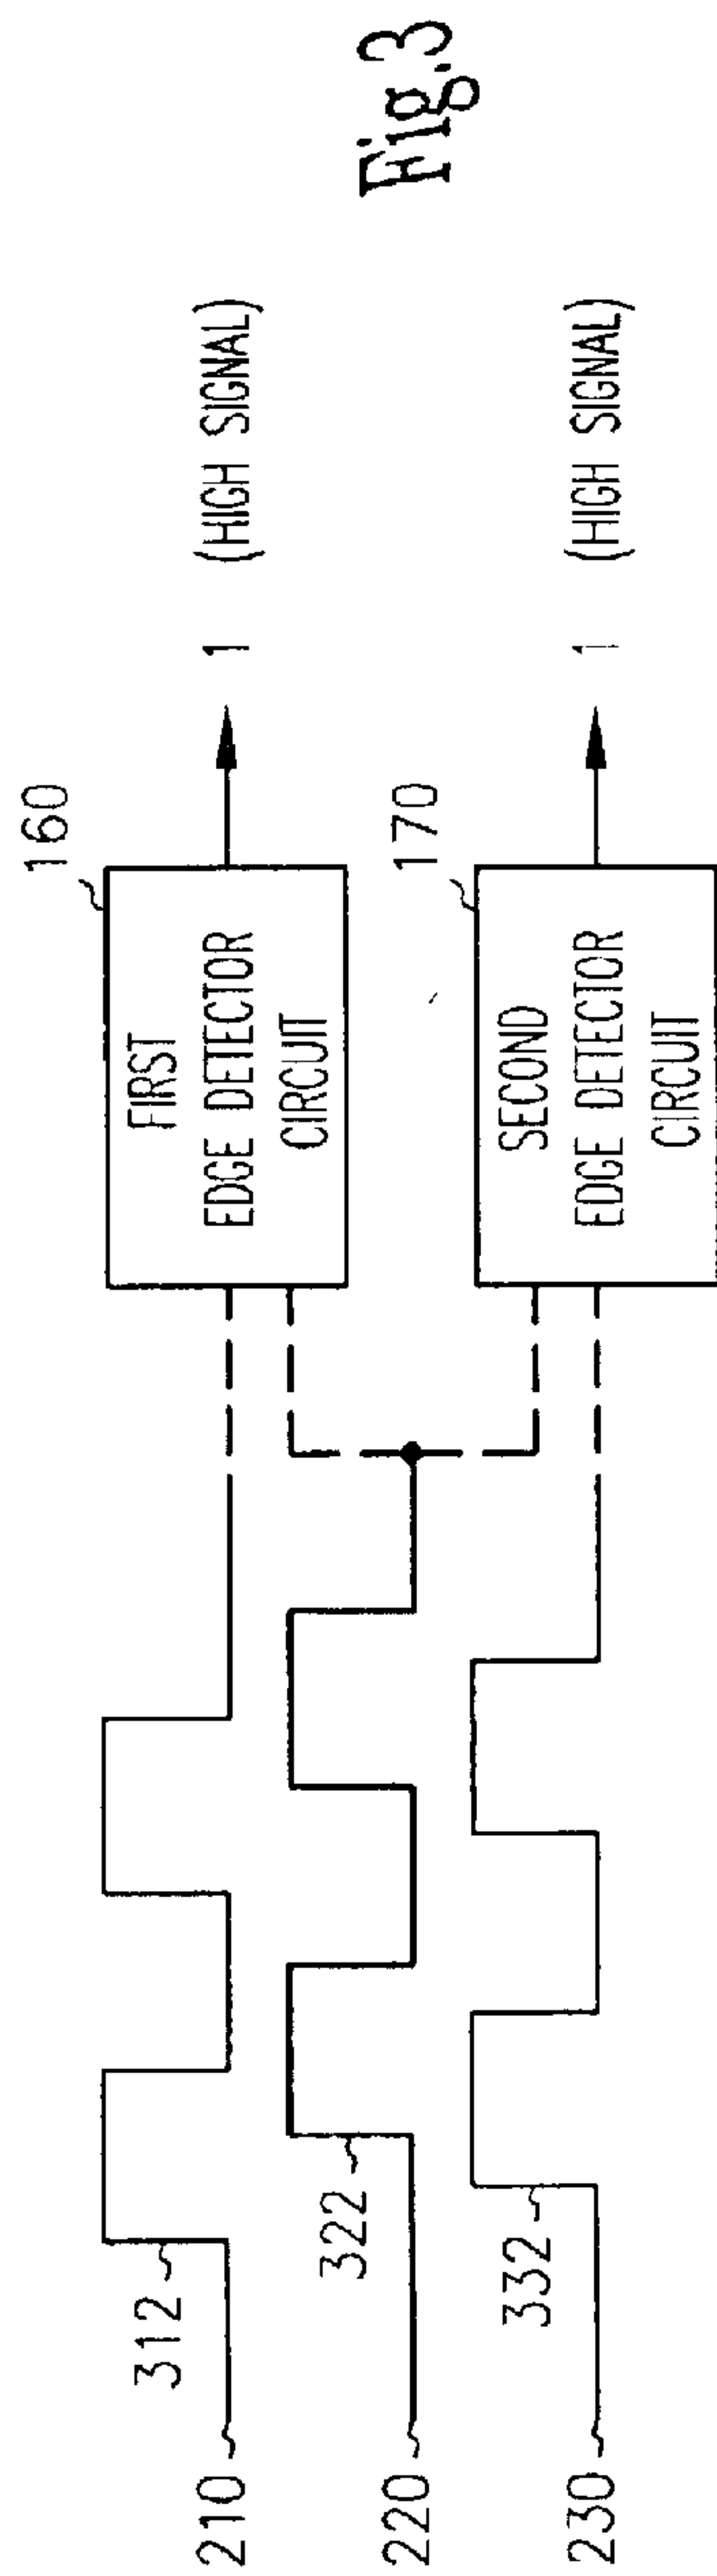 160
FIRST
EDGE DETECTOR
CIRCUIT
1 (HIGH SIGNAL)
312
210
322
220
170
SECOND
EDGE DETECTOR
CIRCUIT
1 (HIGH SIGNAL)
332
230
Fig.3